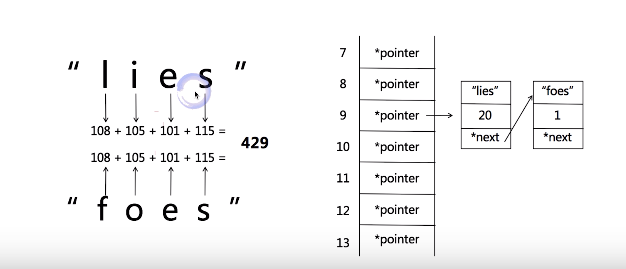 “ l i e s ”
108 + 105 + 101 + 115 =
429
108 + 105 + 101 + 115 =
“ f o e s ”
7 *pointer
8 *pointer
9 *pointer
10 *pointer
11 *pointer
12 *pointer
13 *pointer
“lies”
20
*next
“foes”
1
*next